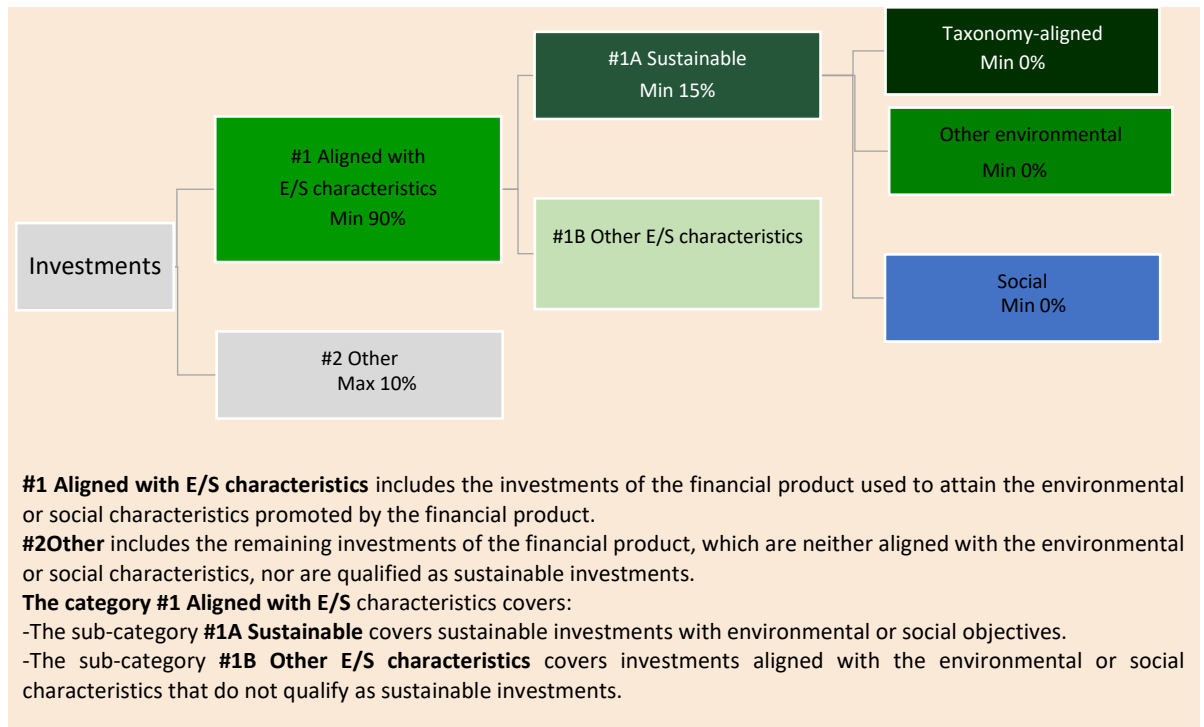 Investments
#1 Aligned with
E/S characteristics
Min 90%
#2 Other
Max 10%
#1A Sustainable
Min 15%
#1B Other E/S characteristics
Taxonomy-aligned
Min 0%
Other environmental
Min 0%
Social
Min 0%
#1 Aligned with E/S characteristics includes the investments of the financial product used to attain the environmental
or social characteristics promoted by the financial product.
#2Other includes the remaining investments of the financial product, which are neither aligned with the environmental
or social characteristics, nor are qualified as sustainable investments.
The category #1 Aligned with E/S characteristics covers:
-The sub-category #1A Sustainable covers sustainable investments with environmental or social objectives.
-The sub-category #1B Other E/S characteristics covers investments aligned with the environmental or social
characteristics that do not qualify as sustainable investments.